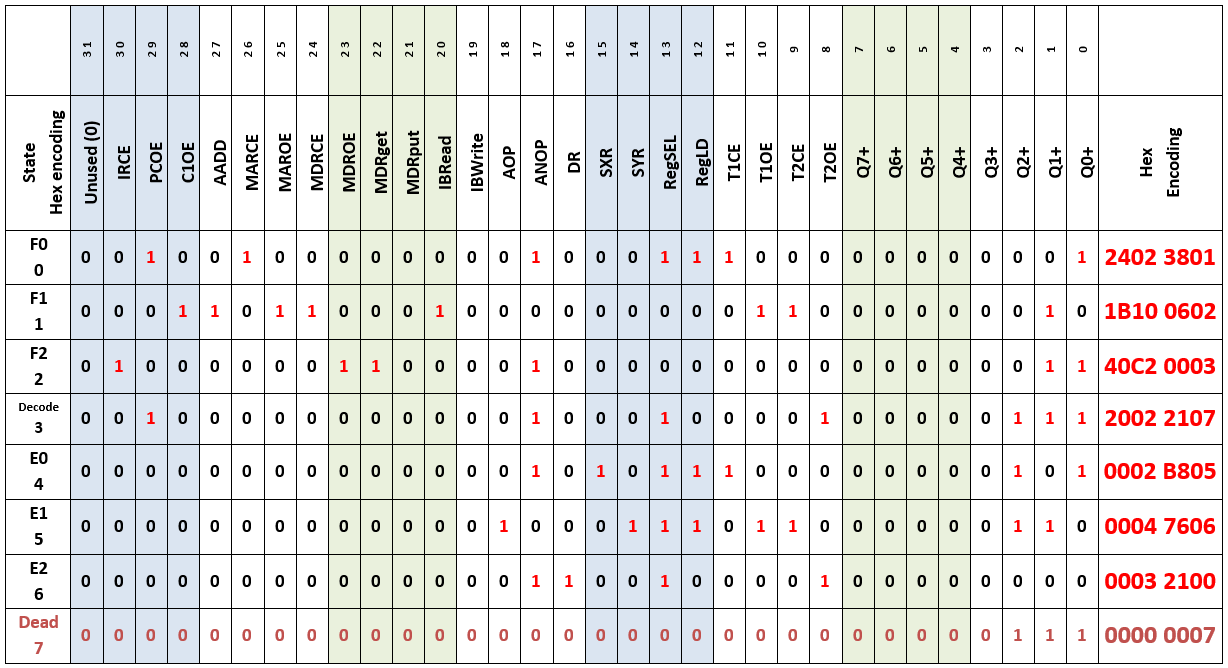 31 30 29 28 27 26 25 24 23 22 21 20 19 18 17 16 15 14 13 12 11 10 9 8 7 6 5 4 3 2 1 0
State Hex encoding Unused (0) IRCE PCOE C1OE AADD MARCE MAROE MDRCE MDROE MDRget MDRput IBRead IBWrite AOP ANOP DR SXR SYR RegSEL RegLD T1CE T1OE T2CE T2OE Q7+ Q6+ Q5+ Q4+ Q3+ Q2+ Q1+ Q0+ Hex Encoding
F0 0 0 0 1 0 0 1 0 0 0 0 0 0 0 0 1 0 0 0 1 1 1 0 0 0 0 0 0 0 0 0 0 1 2402 3801
F1 1 0 0 0 1 1 0 1 1 0 0 0 1 0 0 0 0 0 0 0 0 0 1 1 0 0 0 0 0 0 0 1 0 1B10 0602
F2 2 0 1 0 0 0 0 0 0 1 1 0 0 0 0 1 0 0 0 0 0 0 0 0 0 0 0 0 0 0 0 1 1 40C2 0003
Decode 3 0 0 1 0 0 0 0 0 0 0 0 0 0 0 1 0 0 0 1 0 0 0 0 1 0 0 0 0 0 1 1 1 2002 2107
E0 4 0 0 0 0 0 0 0 0 0 0 0 0 0 0 1 0 1 0 1 1 1 0 0 0 0 0 0 0 0 1 0 1 0002 B805
E1 5 0 0 0 0 0 0 0 0 0 0 0 0 0 1 0 0 0 1 1 1 0 1 1 0 0 0 0 0 0 1 1 0 0004 7606
E2 6 0 0 0 0 0 0 0 0 0 0 0 0 0 0 1 1 0 0 1 0 0 0 0 1 0 0 0 0 0 0 0 0 0003 2100
Dead 7 0 0 0 0 0 0 0 0 0 0 0 0 0 0 0 0 0 0 0 0 0 0 0 0 0 0 0 0 0 1 1 1 0000 0007